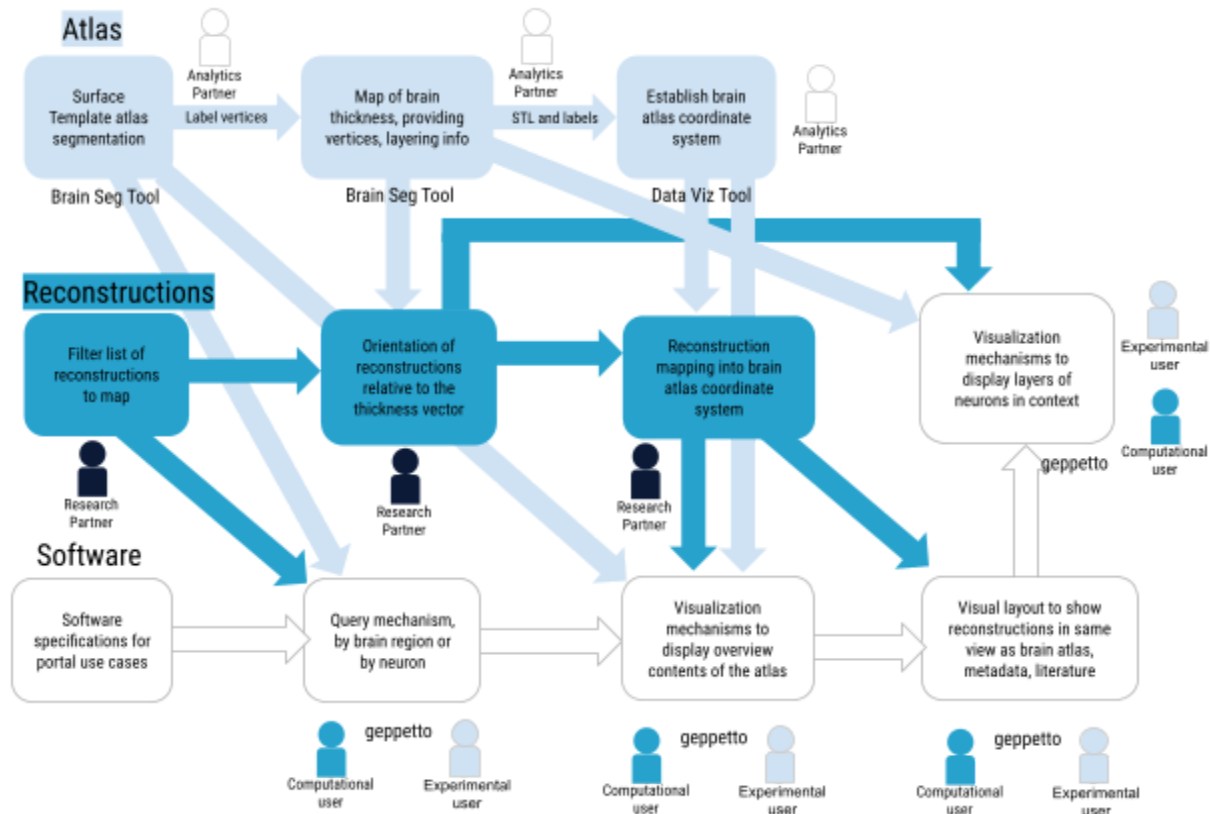 Atlas
Surface
Template atlas
segmentation
Brain Seg Tool
Analytics
Partner
Label vertices
Map of brain
thickness, providing
vertices, layering info
Brain Seg Tool
Analytics
Partner
STL and labels
Establish brain
atlas coordinate
system
Data Viz Tool
Analytics
Partner
Reconstructions
Filter list of
reconstructions
to map
Research
Partner
Orientation of
reconstructions
relative to the
thickness vector
Research
Partner
Reconstruction
mapping into brain
atlas coordinate
system
Research
Partner
Visualization
mechanisms to
display layers of
neurons in context
geppetto
Experimental
user
Computational
user
Software
Software
specifications for
portal use cases
Query mechanism,
by brain region or
by neuron
geppetto
Computational
user
Experimental
user
Visualization
mechanisms to
display overview
contents of the atlas
geppetto
Computational
user
Experimental
user
Visual layout to show
reconstructions in same
view as brain atlas,
metadata, literature
geppetto
Computational
user
Experimental
user